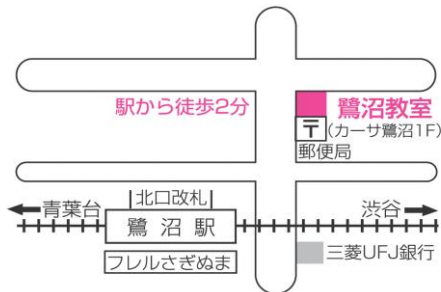 駅から徒歩2分
鷺沼教室
〒
(カーサ鷺沼1F)
郵便局
北口改札
青葉台
渋谷
鷺沼駅
フレルさぎぬま
三菱UFJ銀行